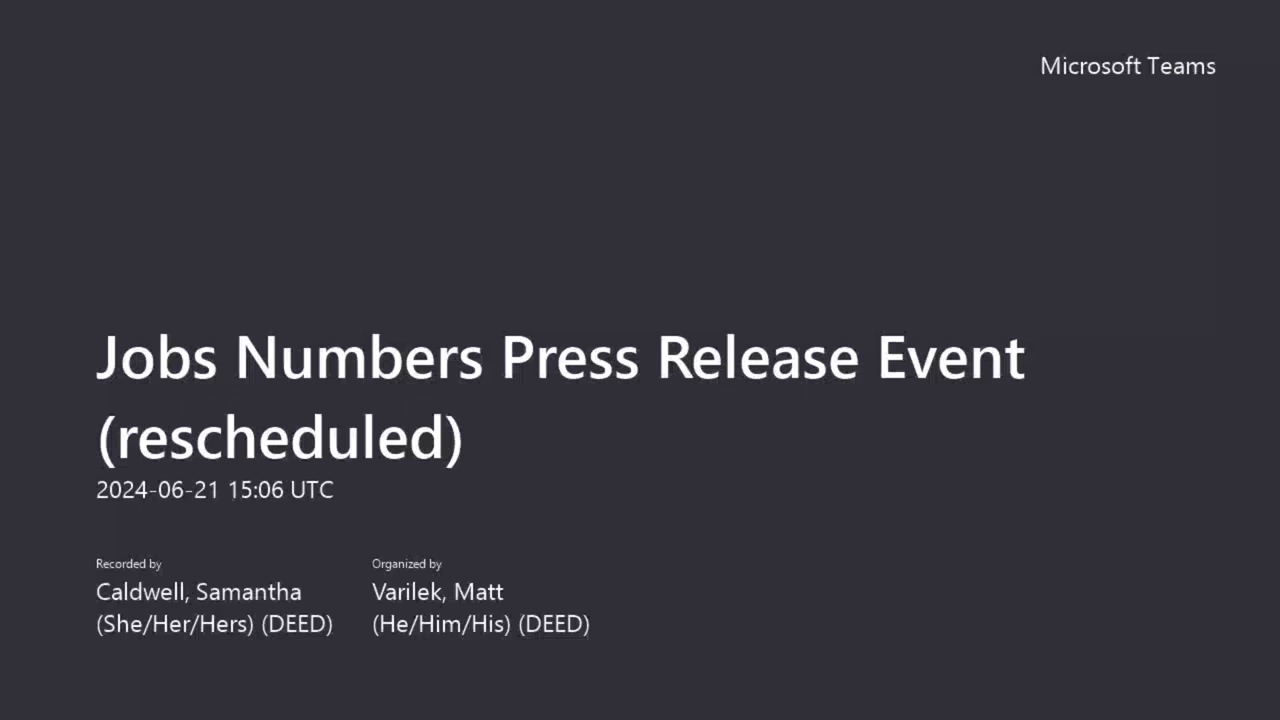 Microsoft Teams
Jobs Numbers Press Release Event
(rescheduled)
2024-06-21 15:06 UTC
Recorded by
Caldwell, Samantha
(She/Her/Hers) (DEED)
Organized by
Varilek, Matt
(He/Him/His) (DEED)